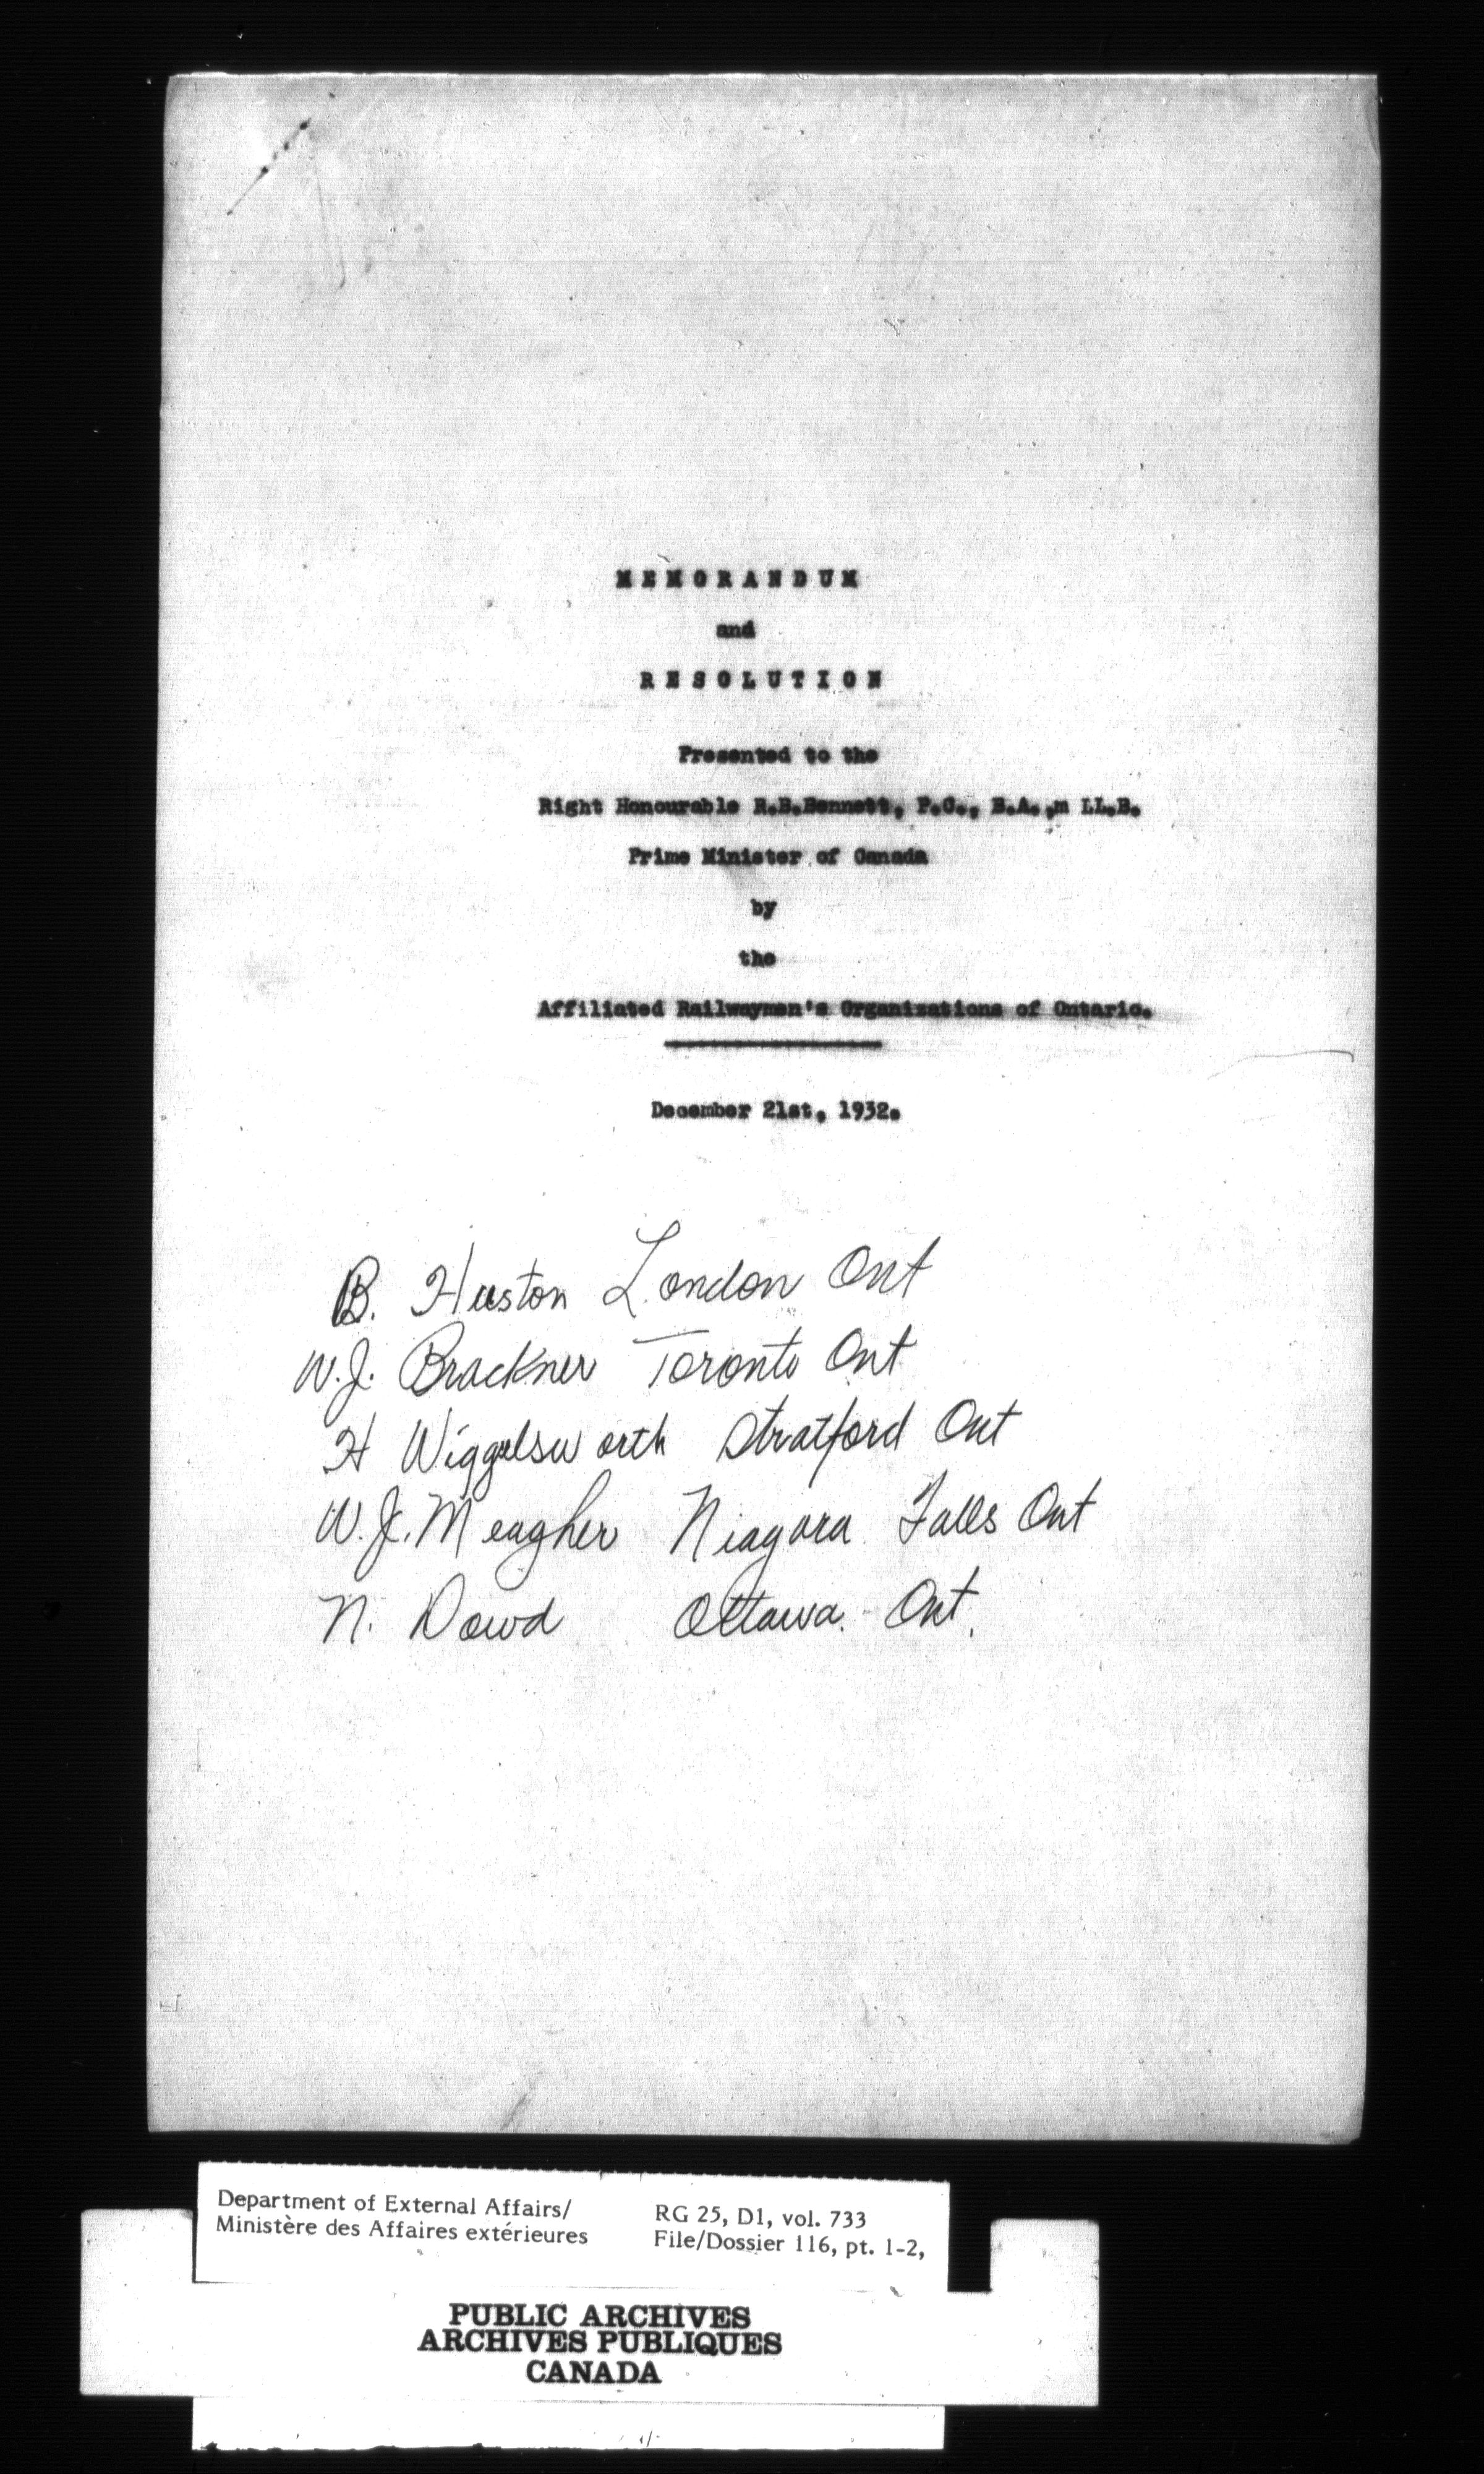 MEMORANDUM
and
RESOLUTION
Presented to the
Right Honourable R.B.Bennett, P.C., B.A.,m LL.B.
Prime Minister of Canada
by
the
Affiliated Railwaymen's Organizations of Ontario.
December 21st, 1932.
B. Huston London Ont
W.J. Brackner Toronto Ont
H Wiggelsworth Stratford Ont
W.J. Meagher Niagara Falls Ont
N. Dowd Ottawa. Ont.
Department of External Affairs/ RG 25, D1, vol. 733
Ministère des Affaires extérieures File/Dossier 116, pt. 1-2,
PUBLIC ARCHIVES
ARCHIVES PUBLIQUES
CANADA